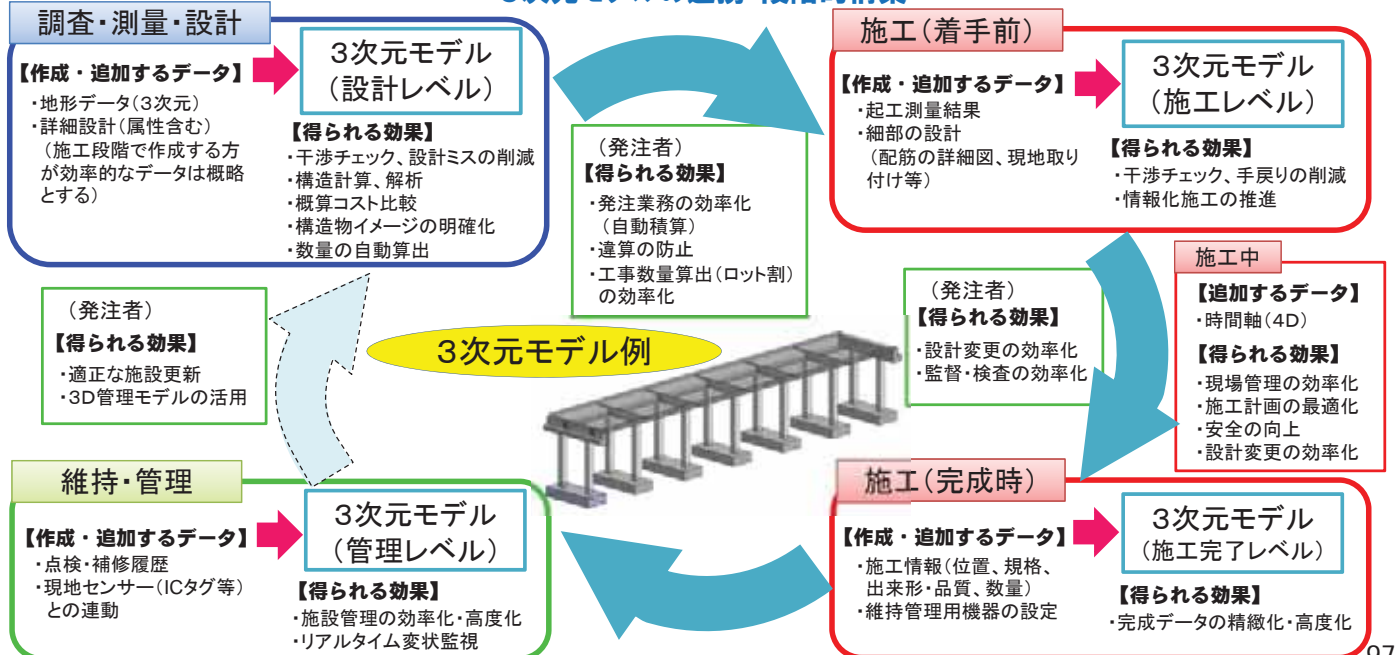 3次元モデルの連携・段階的構築
調査・測量・設計
【作成・追加するデータ】
・地形データ(3次元)
・詳細設計(属性含む)
(施工段階で作成する方
が効率的なデータは概略
とする)
3次元モデル
(設計レベル)
【得られる効果】
・干渉チェック、設計ミスの削減
・構造計算、解析
・概算コスト比較
・構造物イメージの明確化
・数量の自動算出
(発注者)
【得られる効果】
・発注業務の効率化
(自動積算)
・違算の防止
・工事数量算出(ロット割)
の効率化
施工(着手前)
【作成・追加するデータ】
・起工測量結果
・細部の設計
(配筋の詳細図、現地取り
付け等)
3次元モデル
(施工レベル)
【得られる効果】
・干渉チェック、手戻りの削減
・情報化施工の推進
(発注者)
【得られる効果】
・設計変更の効率化
・監督・検査の効率化
施工中
【追加するデータ】
・時間軸(4D)
【得られる効果】
・現場管理の効率化
・施工計画の最適化
・安全の向上
・設計変更の効率化
(発注者)
【得られる効果】
・適正な施設更新
・3D管理モデルの活用
3次元モデル例
維持・管理
【作成・追加するデータ】
・点検・補修履歴
・現地センサー(ICタグ等)
との連動
3次元モデル
(管理レベル)
【得られる効果】
・施設管理の効率化・高度化
・リアルタイム変状監視
施工(完成時)
【作成・追加するデータ】
・施工情報(位置、規格、
出来形・品質、数量)
・維持管理用機器の設定
3次元モデル
(施工完了レベル)
【得られる効果】
・完成データの精緻化・高度化
97